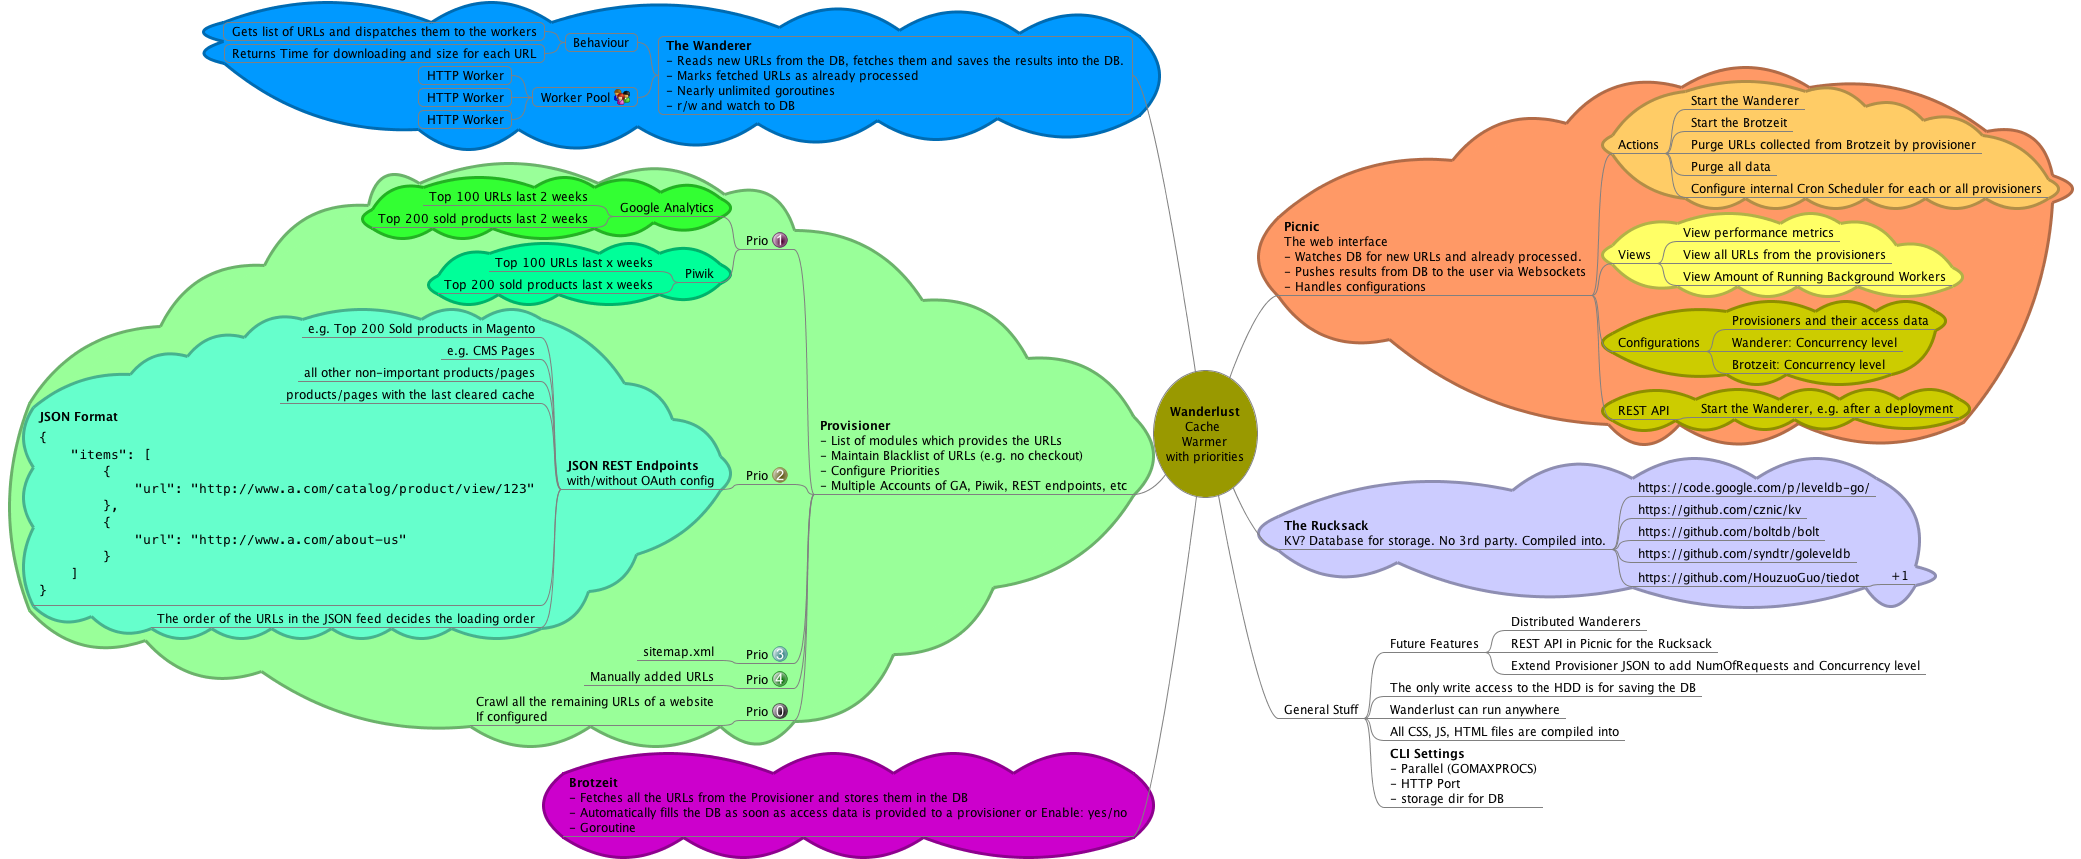 Gets list of URLs and dispatches them to the workers
Returns Time for downloading and size for each URL
Behaviour
HTTP Worker
HTTP Worker
HTTP Worker
Worker Pool
The Wanderer
- Reads new URLs from the DB, fetches them and saves the results into the DB.
- Marks fetched URLs as already processed
- Nearly unlimited goroutines
- r/w and watch to DB
Top 100 URLs last 2 weeks
Top 200 sold products last 2 weeks
Google Analytics
Top 100 URLs last x weeks
Top 200 sold products last x weeks
Piwik
Prio 1
e.g. Top 200 Sold products in Magento
e.g. CMS Pages
all other non-important products/pages
products/pages with the last cleared cache
JSON Format
{
"items": [
{
"url": "http://www.a.com/catalog/product/view/123"
},
{
"url": "http://www.a.com/about-us"
}
]
}
The order of the URLs in the JSON feed decides the loading order
JSON REST Endpoints
with/without OAuth config
Prio 2
sitemap.xml
Prio 3
Manually added URLs
Prio 4
Crawl all the remaining URLs of a website
If configured
Prio 0
Provisioner
- List of modules which provides the URLs
- Maintain Blacklist of URLs (e.g. no checkout)
- Configure Priorities
- Multiple Accounts of GA, Piwik, REST endpoints, etc
Brotzeit
- Fetches all the URLs from the Provisioner and stores them in the DB
- Automatically fills the DB as soon as access data is provided to a provisioner or Enable: yes/no
- Goroutine
Wanderlust
Cache
Warmer
with priorities
Picnic
The web interface
- Watches DB for new URLs and already processed.
- Pushes results from DB to the user via Websockets
- Handles configurations
Actions
Start the Wanderer
Start the Brotzeit
Purge URLs collected from Brotzeit by provisioner
Purge all data
Configure internal Cron Scheduler for each or all provisioners
Views
View performance metrics
View all URLs from the provisioners
View Amount of Running Background Workers
Configurations
Provisioners and their access data
Wanderer: Concurrency level
Brotzeit: Concurrency level
REST API
Start the Wanderer, e.g. after a deployment
The Rucksack
KV? Database for storage. No 3rd party. Compiled into.
https://code.google.com/p/leveldb-go/
https://github.com/cznic/kv
https://github.com/boltdb/bolt
https://github.com/syndtr/goleveldb
https://github.com/HouzuoGuo/tiedot
+1
General Stuff
Future Features
Distributed Wanderers
REST API in Picnic for the Rucksack
Extend Provisioner JSON to add NumOfRequests and Concurrency level
The only write access to the HDD is for saving the DB
Wanderlust can run anywhere
All CSS, JS, HTML files are compiled into
CLI Settings
- Parallel (GOMAXPROCS)
- HTTP Port
- storage dir for DB